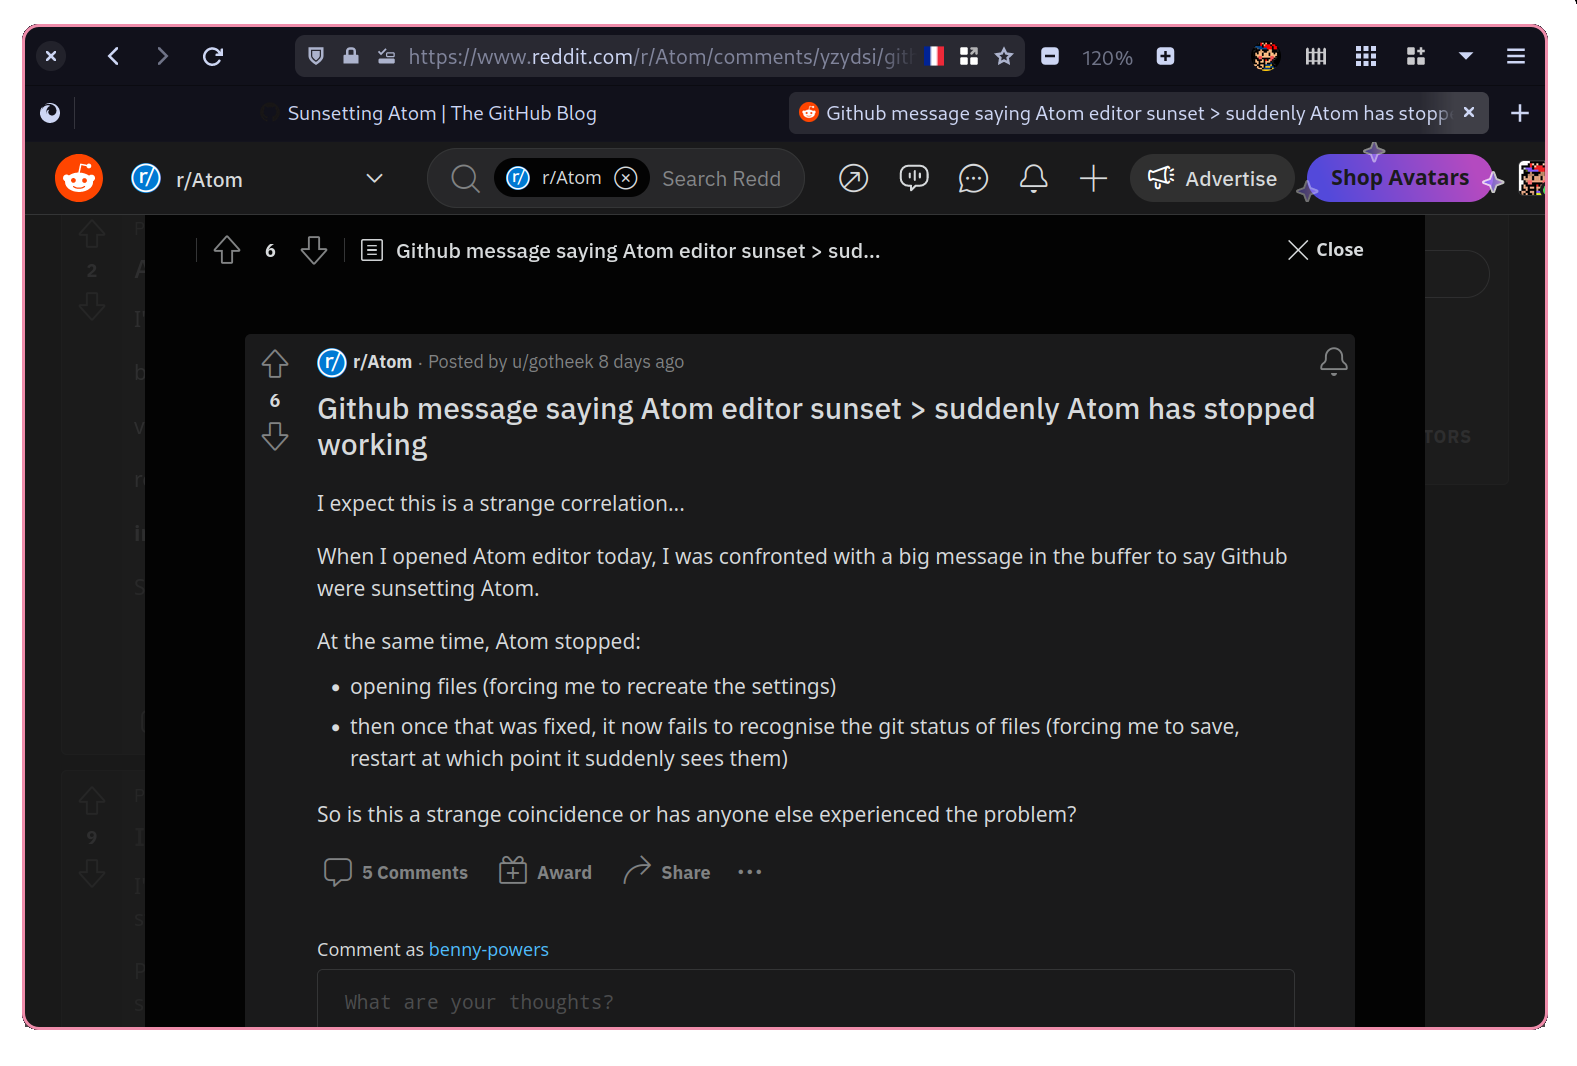 https://www.reddit.com/r/Atom/comments/yzydsi/gitl
120%
Sunsetting Atom | The GitHub Blog
Github message saying Atom editor sunset > suddenly Atom has stopp
r/Atom
r/Atom
Search Redd
Advertise
Shop Avatars
6
Github message saying Atom editor sunset > sud...
Close
2
TORS
9
r/Atom · Posted by u/gotheek 8 days ago
6
Github message saying Atom editor sunset > suddenly Atom has stopped
working
I expect this is a strange correlation...
When I opened Atom editor today, I was confronted with a big message in the buffer to say Github
were sunsetting Atom.
At the same time, Atom stopped:
• opening files (forcing me to recreate the settings)
• then once that was fixed, it now fails to recognise the git status of files (forcing me to save,
restart at which point it suddenly sees them)
So is this a strange coincidence or has anyone else experienced the problem?
5 Comments
Award
Share
Comment as benny-powers
What are your thoughts?